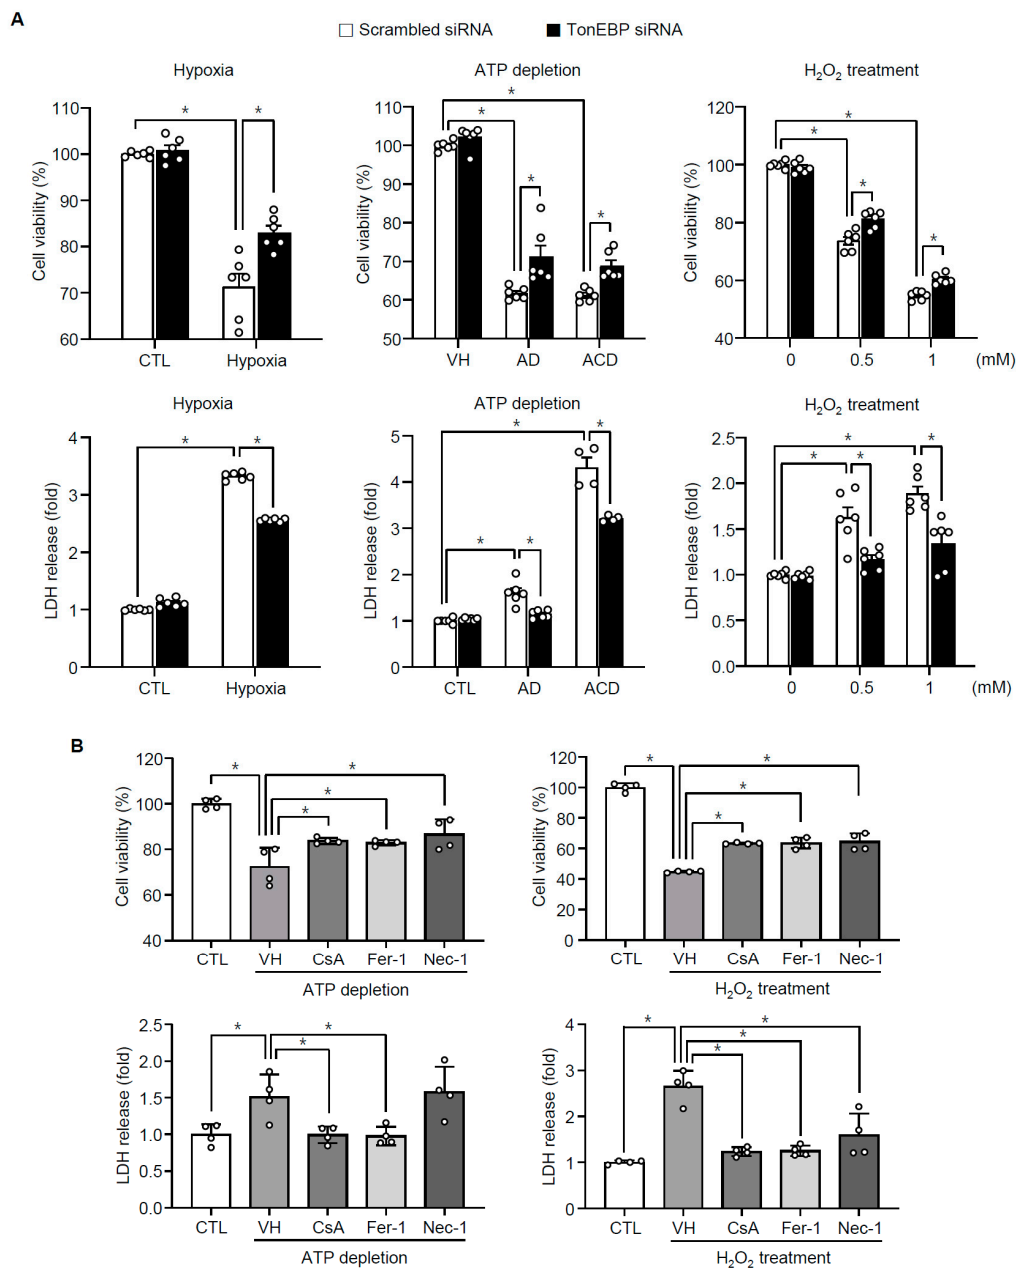 A
Scrambled siRNA TonEBP siRNA
Hypoxia ATP depletion H2O2 treatment
Cell viability (%)
110
100
90
80
70
60
* *
CTL Hypoxia
Cell viability (%)
110
100
90
80
70
60
50
* * * *
VH AD ACD
Cell viability (%)
120
100
80
60
40
* * * *
0 0.5 1 (mM)
Hypoxia ATP depletion H2O2 treatment
LDH release (fold)
4
3
2
1
0
* *
CTL Hypoxia
LDH release (fold)
5
4
3
2
1
0
* * * *
CTL AD ACD
LDH release (fold)
2.5
2.0
1.5
1.0
0.5
0.0
* * * *
0 0.5 1 (mM)
B
Cell viability (%)
120
100
80
60
40
* * * *
CTL VH CsA Fer-1 Nec-1
ATP depletion
Cell viability (%)
120
100
80
60
40
20
0
* * * *
CTL VH CsA Fer-1 Nec-1
H2O2 treatment
LDH release (fold)
2.5
2.0
1.5
1.0
0.5
0.0
* * *
CTL VH CsA Fer-1 Nec-1
ATP depletion
LDH release (fold)
4
3
2
1
0
* * * *
CTL VH CsA Fer-1 Nec-1
H2O2 treatment